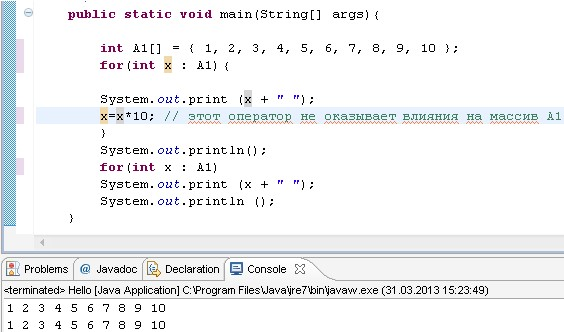 public static void main(String[] args){
int A1[] = { 1, 2, 3, 4, 5, 6, 7, 8, 9, 10 };
for(int x : A1){
System.out.print (x + " ");
x=x*10; // этот оператор не оказывает влияния на массив A1
}
System.out.println();
for(int x : A1)
System.out.print (x + " ");
System.out.println ();
}
Problems @ Javadoc Declaration Console
<terminated> Hello [Java Application] C:\Program Files\Java\jre7\bin\javaw.exe (31.03.2013 15:23:49)
1 2 3 4 5 6 7 8 9 10
1 2 3 4 5 6 7 8 9 10